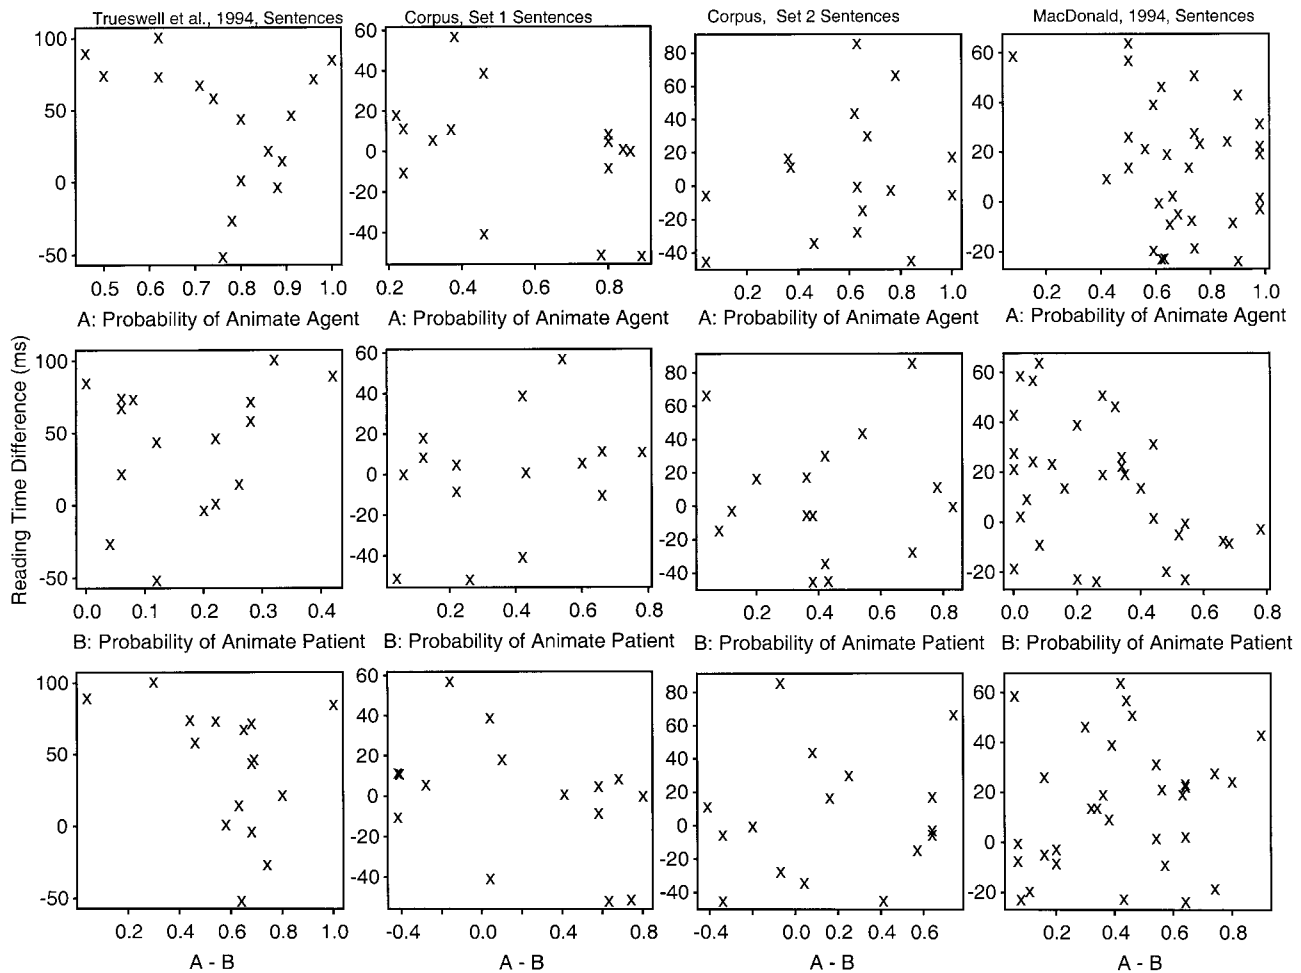 Trueswell et al., 1994, Sentences
Corpus, Set 1 Sentences
Corpus, Set 2 Sentences
MacDonald, 1994, Sentences
Reading Time Difference (ms)
100
50
0
-50
0.5 0.6 0.7 0.8 0.9 1.0
A: Probability of Animate Agent
60
40
20
0
-40
0.2 0.4 0.6 0.8
A: Probability of Animate Agent
80
60
40
20
0
-20
-40
0.2 0.4 0.6 0.8 1.0
A: Probability of Animate Agent
60
40
20
0
-20
0.2 0.4 0.6 0.8 1.0
A: Probability of Animate Agent
100
50
0
-50
0.0 0.1 0.2 0.3 0.4
B: Probability of Animate Patient
60
40
20
0
-20
-40
0.2 0.4 0.6 0.8
B: Probability of Animate Patient
80
60
40
20
0
-20
-40
0.2 0.4 0.6 0.8
B: Probability of Animate Patient
60
40
20
0
-20
0.0 0.2 0.4 0.6 0.8
B: Probability of Animate Patient
100
50
0
-50
0.2 0.4 0.6 0.8 1.0
A - B
60
40
20
0
-20
-40
-0.4 0.0 0.4 0.8
A - B
80
60
40
20
0
-20
-40
-0.4 0.0 0.2 0.6
A - B
60
40
20
0
-20
0.2 0.4 0.6 0.8
A - B